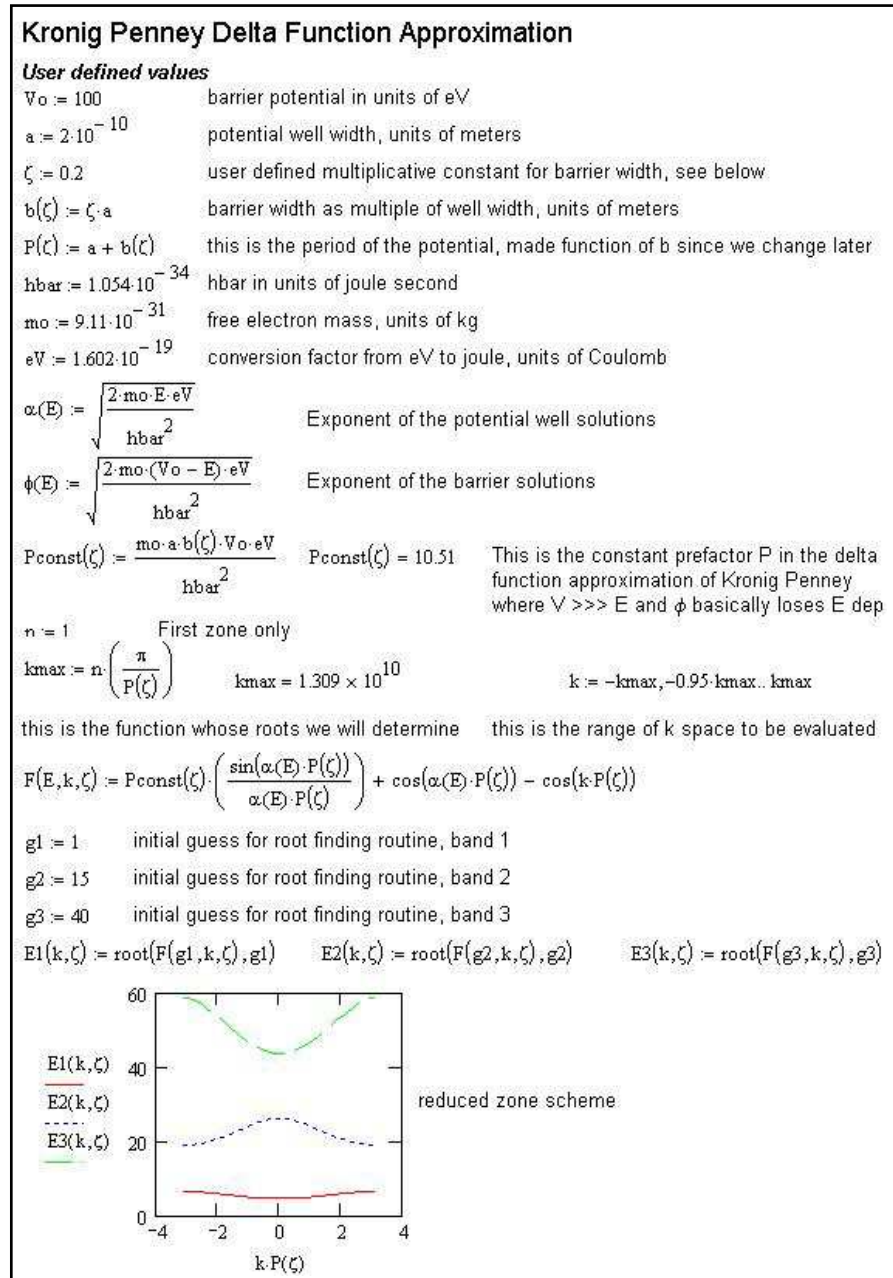 Kronig Penney Delta Function Approximation
User defined values
Vo := 100 barrier potential in units of eV
a := 2·10^-10 potential well width, units of meters
ζ := 0.2 user defined multiplicative constant for barrier width, see below
b(ζ) := ζ·a barrier width as multiple of well width, units of meters
P(ζ) := a + b(ζ) this is the period of the potential, made function of b since we change later
hbar := 1.054·10^-34 hbar in units of joule second
mo := 9.11·10^-31 free electron mass, units of kg
eV := 1.602·10^-19 conversion factor from eV to joule, units of Coulomb
α(E) := √(2·mo·E·eV / hbar^2) Exponent of the potential well solutions
ϕ(E) := √(2·mo·(Vo − E)·eV / hbar^2) Exponent of the barrier solutions
Pconst(ζ) := mo·a·b(ζ)·Vo·eV / hbar^2 Pconst(ζ) = 10.51 This is the constant prefactor P in the delta
function approximation of Kronig Penney
where V >>> E and ϕ basically loses E dep
n := 1 First zone only
kmax := n·(π / P(ζ)) kmax = 1.309 × 10^10 k := −kmax,−0.95·kmax.. kmax
this is the function whose roots we will determine this is the range of k space to be evaluated
F(E,k,ζ) := Pconst(ζ)·(sin(α(E)·P(ζ)) / α(E)·P(ζ)) + cos(α(E)·P(ζ)) − cos(k·P(ζ))
g1 := 1 initial guess for root finding routine, band 1
g2 := 15 initial guess for root finding routine, band 2
g3 := 40 initial guess for root finding routine, band 3
E1(k,ζ) := root(F(g1,k,ζ),g1) E2(k,ζ) := root(F(g2,k,ζ),g2) E3(k,ζ) := root(F(g3,k,ζ),g3)
60
40
20
0
E1(k,ζ)
E2(k,ζ)
E3(k,ζ)
reduced zone scheme
−4 −2 0 2 4
k·P(ζ)